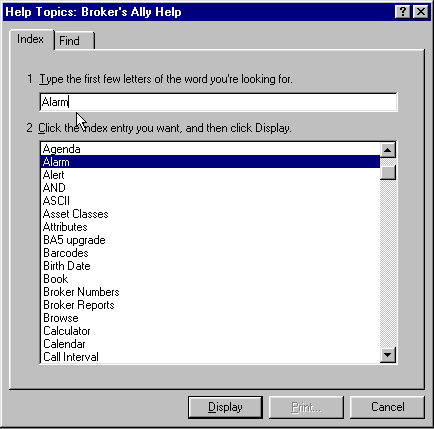 Help Topics: Broker's Ally Help
Index Find
1 Type the first few letters of the word you're looking for.
Alarm
2 Click the index entry you want, and then click Display.
Agenda
Alarm
Alert
AND
ASCII
Asset Classes
Attributes
BA5 upgrade
Barcodes
Birth Date
Book
Broker Numbers
Broker Reports
Browse
Calculator
Calendar
Call Interval
Display Print... Cancel